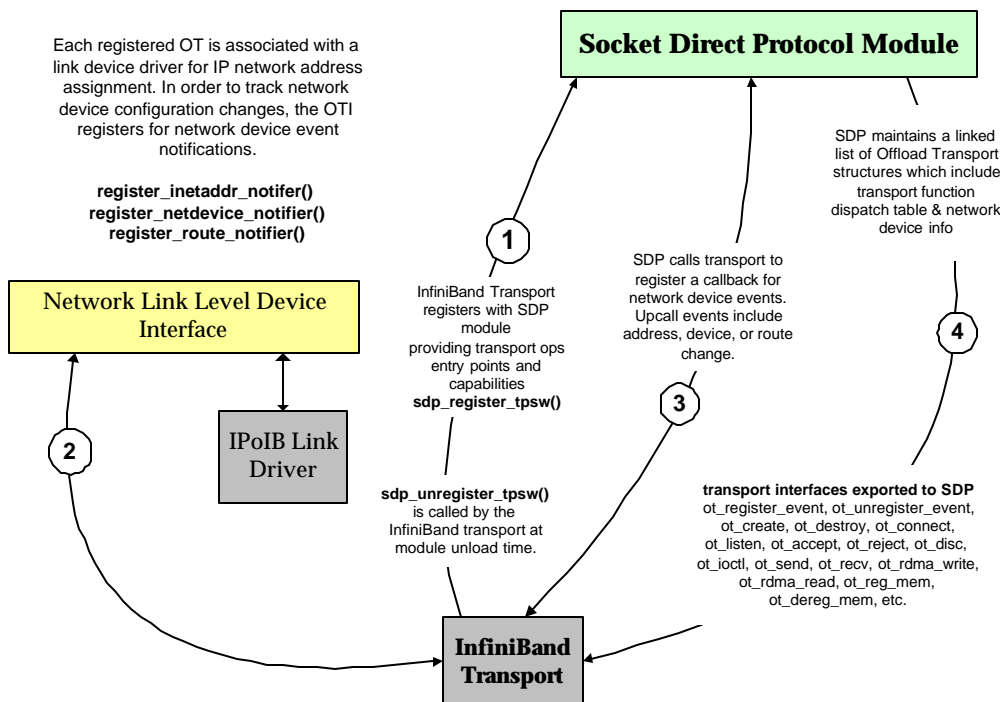 Each registered OT is associated with a
link device driver for IP network address
assignment. In order to track network
device configuration changes, the OTI
registers for network device event
notifications.
register_inetaddr_notifer()
register_netdevice_notifier()
register_route_notifier()
Socket Direct Protocol Module
SDP maintains a linked
list of Offload Transport
structures which include
transport function
dispatch table & network
device info
1
SDP calls transport to
register a callback for
network device events.
Upcall events include
address, device, or route
change.
InfiniBand Transport
registers with SDP
module
providing transport ops
entry points and
capabilities
sdp_register_tpsw()
Network Link Level Device
Interface
4
3
2
IPoIB Link
Driver
sdp_unregister_tpsw()
is called by the
InfiniBand transport at
module unload time.
transport interfaces exported to SDP
ot_register_event, ot_unregister_event,
ot_create, ot_destroy, ot_connect,
ot_listen, ot_accept, ot_reject, ot_disc,
ot_ioctl, ot_send, ot_recv, ot_rdma_write,
ot_rdma_read, ot_reg_mem,
ot_dereg_mem, etc.
InfiniBand
Transport